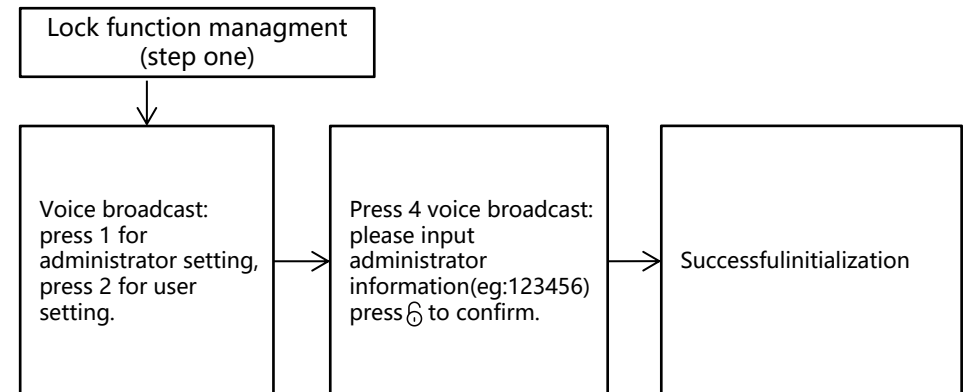 Lock function managment
(step one)
Voice broadcast:
press 1 for
administrator setting,
press 2 for user
setting.
Press 4 voice broadcast:
please input
administrator
information(eg:123456)
press to confirm.
Successfulinitialization